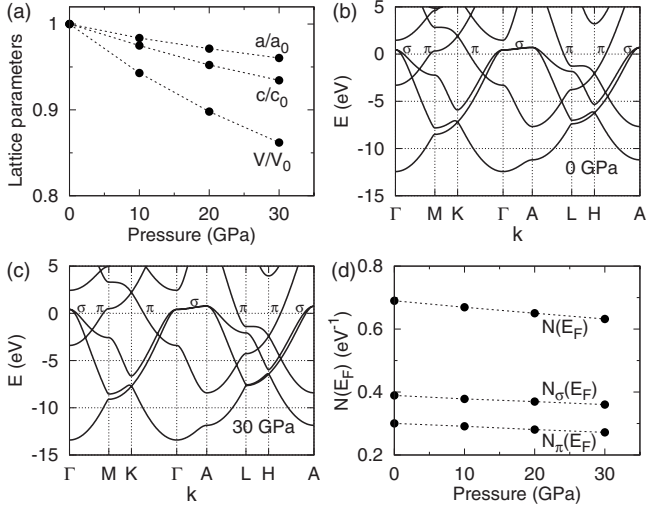 (a)
1
0.9
0.8
Lattice parameters
a/a0
c/c0
V/V0
0 10 20 30
Pressure (GPa)
(b)
5
0
-5
-10
-15
E (eV)
σ π σ π π σ
0 GPa
Γ M K Γ A L H A
k
(c)
5
0
-5
-10
-15
E (eV)
σ π π σ π π σ
30 GPa
Γ M K Γ A L H A
k
(d)
0.8
0.6
0.4
0.2
N(EF) (eV⁻¹)
N(EF)
Nσ(EF)
Nπ(EF)
0 10 20 30
Pressure (GPa)